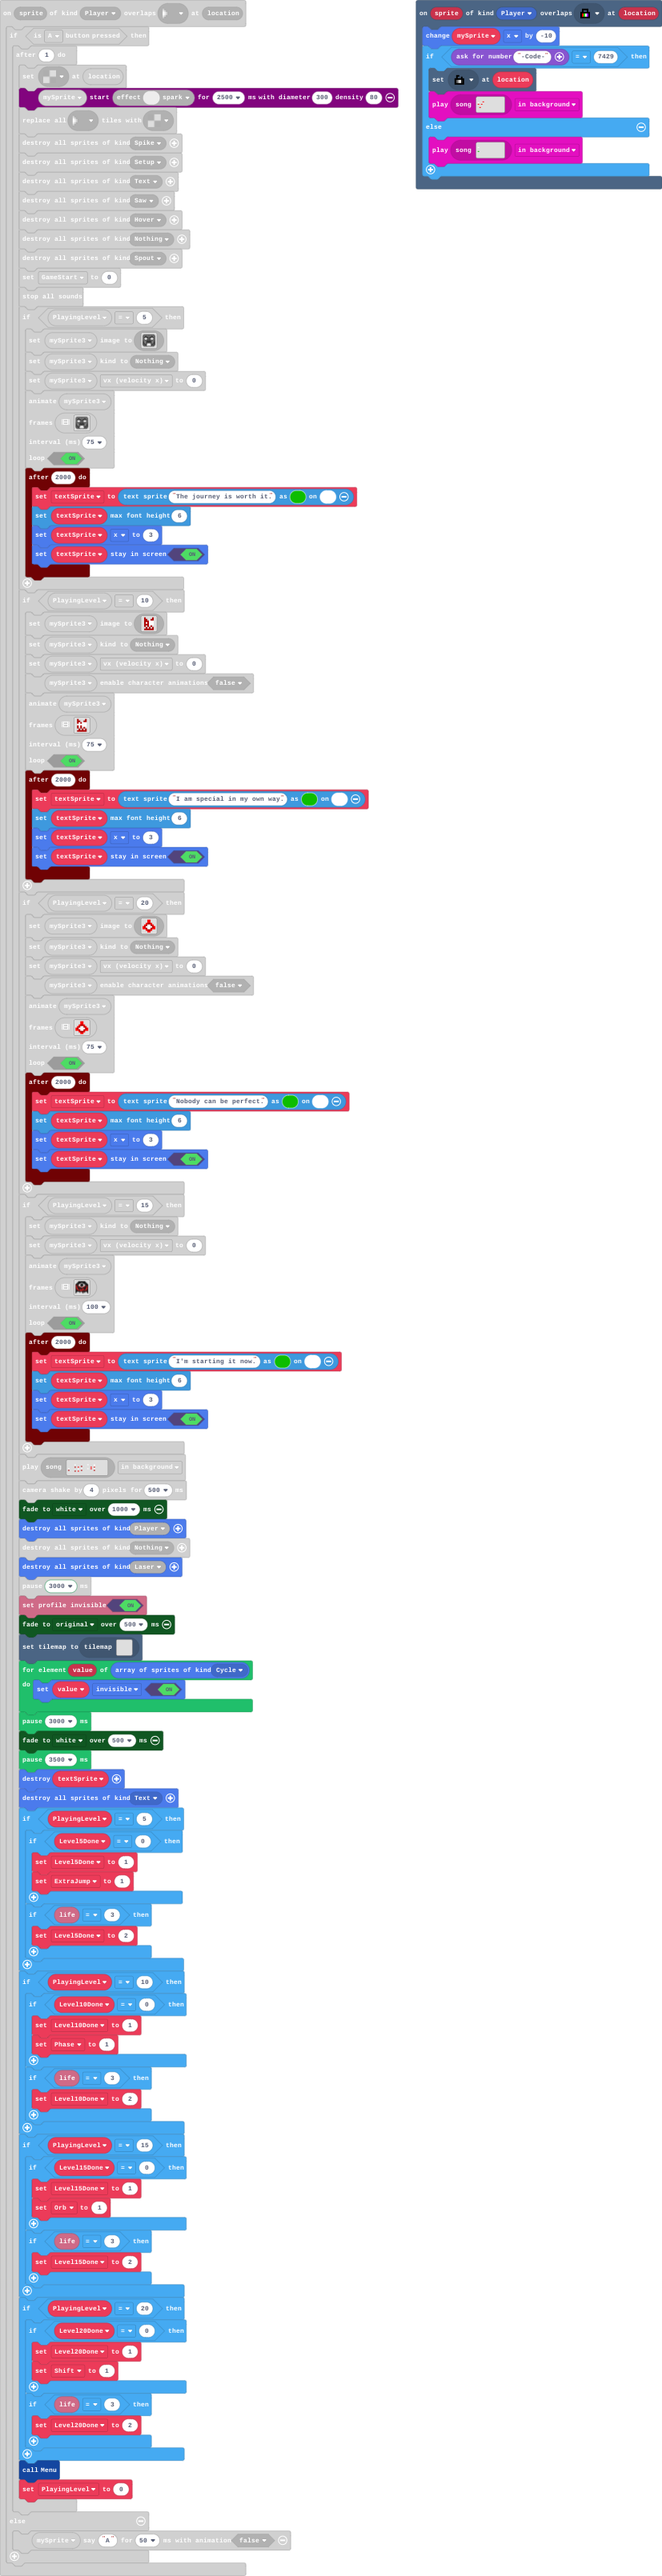 on sprite of kind Player overlaps at location
if is A button pressed then
after 1 do
set at location
mySprite start effect spark for 2500 ms with diameter 300 density 80
replace all tiles with
destroy all sprites of kind Spike
destroy all sprites of kind Setup
destroy all sprites of kind Text
destroy all sprites of kind Saw
destroy all sprites of kind Hover
destroy all sprites of kind Nothing
destroy all sprites of kind Spout
set GameStart to 0
stop all sounds
if PlayingLevel = 5 then
set mySprite3 image to
set mySprite3 kind to Nothing
set mySprite3 vx (velocity x) to 0
animate mySprite3
frames
interval (ms) 75
loop ON
after 2000 do
set textSprite to text sprite "The journey is worth it." as on
set textSprite max font height 6
set textSprite x to 3
set textSprite stay in screen ON
if PlayingLevel = 10 then
set mySprite3 image to
set mySprite3 kind to Nothing
set mySprite3 vx (velocity x) to 0
mySprite3 enable character animations false
animate mySprite3
frames
interval (ms) 75
loop ON
after 2000 do
set textSprite to text sprite "I am special in my own way." as on
set textSprite max font height 6
set textSprite x to 3
set textSprite stay in screen ON
if PlayingLevel = 20 then
set mySprite3 image to
set mySprite3 kind to Nothing
set mySprite3 vx (velocity x) to 0
mySprite3 enable character animations false
animate mySprite3
frames
interval (ms) 75
loop ON
after 2000 do
set textSprite to text sprite "Nobody can be perfect." as on
set textSprite max font height 6
set textSprite x to 3
set textSprite stay in screen ON
if PlayingLevel = 15 then
set mySprite3 kind to Nothing
set mySprite3 vx (velocity x) to 0
animate mySprite3
frames
interval (ms) 100
loop ON
after 2000 do
set textSprite to text sprite "I'm starting it now." as on
set textSprite max font height 6
set textSprite x to 3
set textSprite stay in screen ON
play song in background
camera shake by 4 pixels for 500 ms
fade to white over 1000 ms
destroy all sprites of kind Player
destroy all sprites of kind Nothing
destroy all sprites of kind Laser
pause 3000 ms
set profile invisible ON
fade to original over 500 ms
set tilemap to tilemap
for element value of array of sprites of kind Cycle
do set value invisible ON
pause 3000 ms
fade to white over 500 ms
pause 3500 ms
destroy textSprite
destroy all sprites of kind Text
if PlayingLevel = 5 then
if Level5Done = 0 then
set Level5Done to 1
set ExtraJump to 1
if life = 3 then
set Level5Done to 2
if PlayingLevel = 10 then
if Level10Done = 0 then
set Level10Done to 1
set Phase to 1
if life = 3 then
set Level10Done to 2
if PlayingLevel = 15 then
if Level15Done = 0 then
set Level15Done to 1
set Orb to 1
if life = 3 then
set Level15Done to 2
if PlayingLevel = 20 then
if Level20Done = 0 then
set Level20Done to 1
set Shift to 1
if life = 3 then
set Level20Done to 2
call Menu
set PlayingLevel to 0
else
mySprite say "A" for 50 ms with animation false
on sprite of kind Player overlaps at location
change mySprite x by -10
if ask for number "-Code-" = 7429 then
set at location
play song in background
else
play song in background